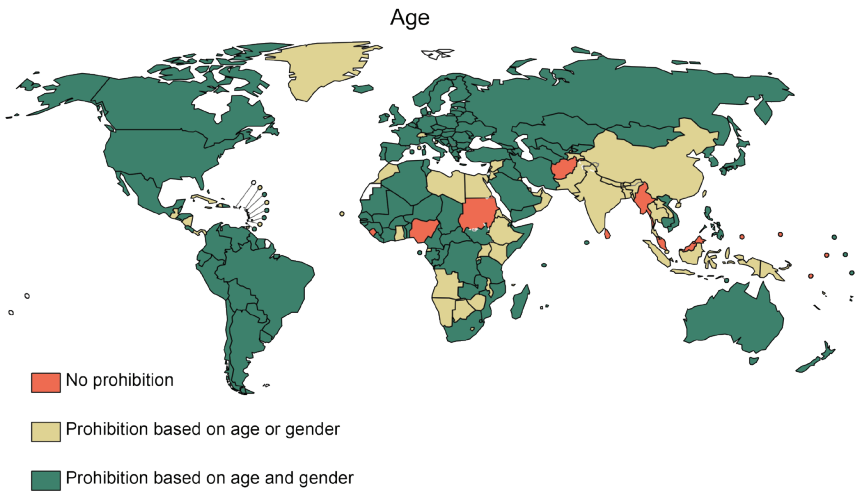 Age
No prohibition
Prohibition based on age or gender
Prohibition based on age and gender